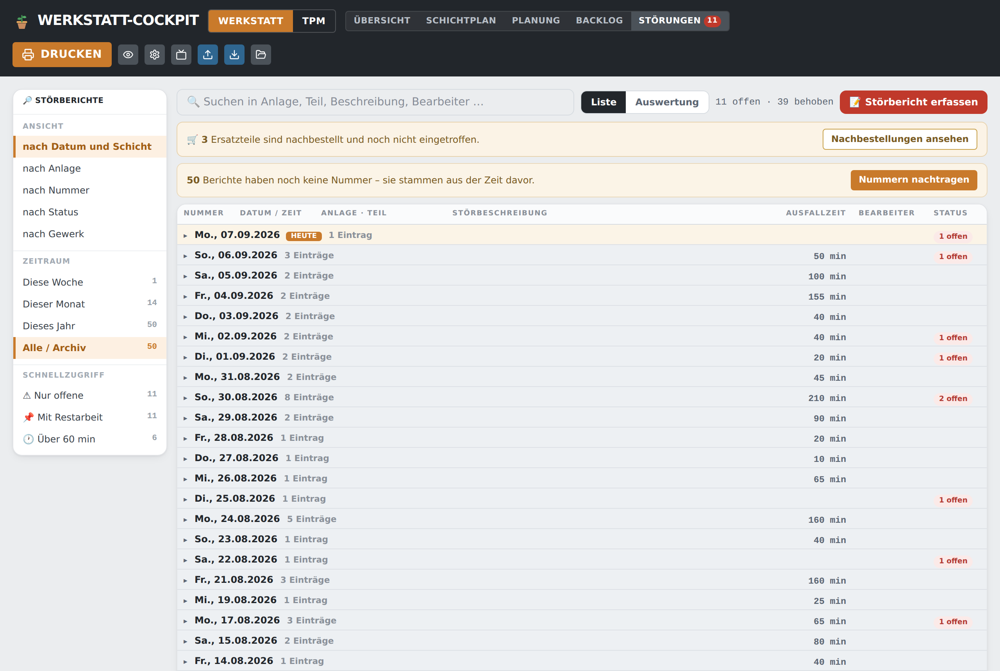 WERKSTATT-COCKPIT WERKSTATT TPM ÜBERSICHT SCHICHTPLAN PLANUNG BACKLOG STÖRUNGEN 11
DRUCKEN
🔎 STÖRBERICHTE
ANSICHT
nach Datum und Schicht
nach Anlage
nach Nummer
nach Status
nach Gewerk
ZEITRAUM
Diese Woche 1
Dieser Monat 14
Dieses Jahr 50
Alle / Archiv 50
SCHNELLZUGRIFF
⚠ Nur offene 11
📌 Mit Restarbeit 11
🕐 Über 60 min 6
🔍 Suchen in Anlage, Teil, Beschreibung, Bearbeiter … Liste Auswertung 11 offen · 39 behoben 📝 Störbericht erfassen
🛒 3 Ersatzteile sind nachbestellt und noch nicht eingetroffen. Nachbestellungen ansehen
50 Berichte haben noch keine Nummer – sie stammen aus der Zeit davor. Nummern nachtragen
NUMMER DATUM / ZEIT ANLAGE · TEIL STÖRBESCHREIBUNG AUSFALLZEIT BEARBEITER STATUS
▸ Mo., 07.09.2026 HEUTE 1 Eintrag 1 offen
▸ So., 06.09.2026 3 Einträge 50 min 1 offen
▸ Sa., 05.09.2026 2 Einträge 100 min
▸ Fr., 04.09.2026 2 Einträge 155 min
▸ Do., 03.09.2026 2 Einträge 40 min
▸ Mi., 02.09.2026 2 Einträge 40 min 1 offen
▸ Di., 01.09.2026 2 Einträge 20 min 1 offen
▸ Mo., 31.08.2026 2 Einträge 45 min
▸ So., 30.08.2026 8 Einträge 210 min 2 offen
▸ Sa., 29.08.2026 2 Einträge 90 min
▸ Fr., 28.08.2026 1 Eintrag 20 min
▸ Do., 27.08.2026 1 Eintrag 10 min
▸ Mi., 26.08.2026 1 Eintrag 65 min
▸ Di., 25.08.2026 1 Eintrag 1 offen
▸ Mo., 24.08.2026 5 Einträge 160 min
▸ So., 23.08.2026 1 Eintrag 40 min
▸ Sa., 22.08.2026 1 Eintrag 1 offen
▸ Fr., 21.08.2026 3 Einträge 160 min
▸ Mi., 19.08.2026 1 Eintrag 25 min
▸ Mo., 17.08.2026 3 Einträge 65 min 1 offen
▸ Sa., 15.08.2026 2 Einträge 80 min
▸ Fr., 14.08.2026 1 Eintrag 40 min